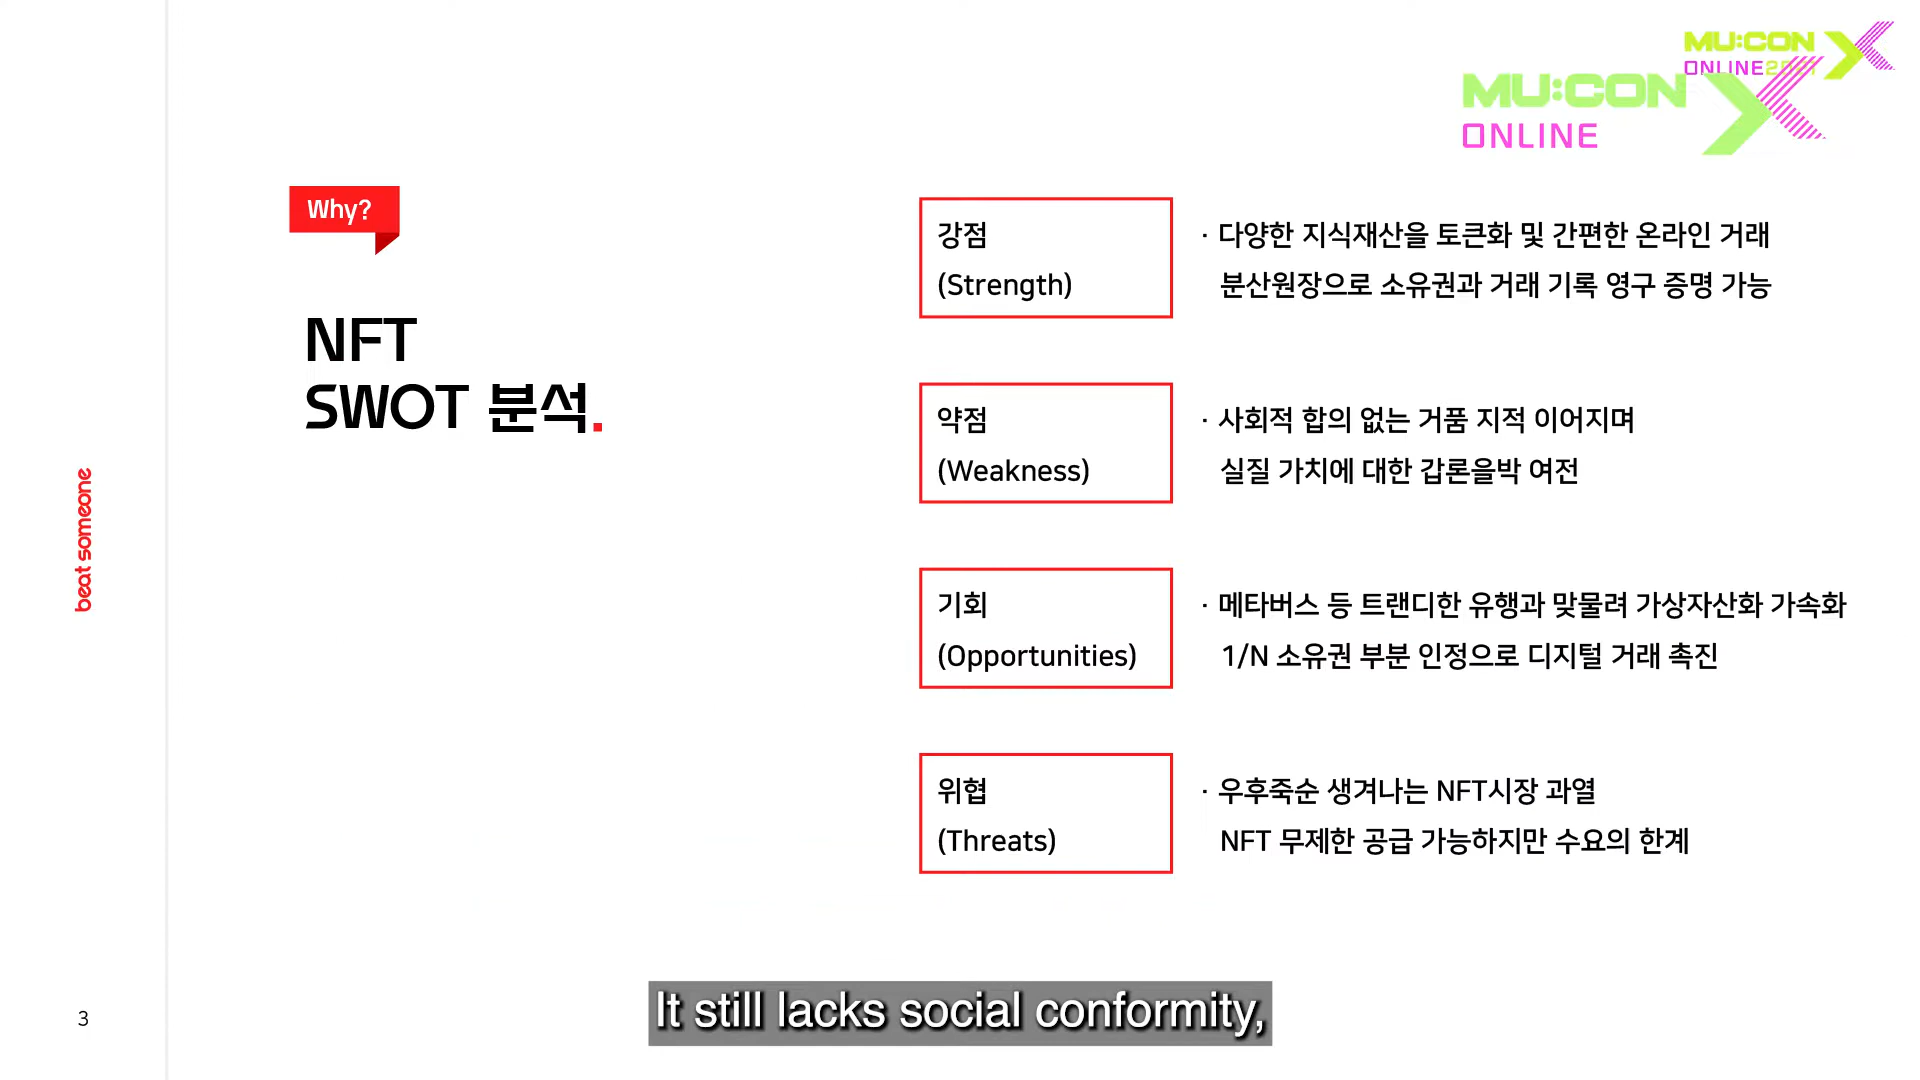 MU:CON
ONLINE
MU:CON
ONLINE
Why?
NFT
SWOT 분석.
강점
(Strength)
· 다양한 지식재산을 토큰화 및 간편한 온라인 거래
분산원장으로 소유권과 거래 기록 영구 증명 가능
약점
(Weakness)
· 사회적 합의 없는 거품 지적 이어지며
실질 가치에 대한 갑론을박 여전
기회
(Opportunities)
· 메타버스 등 트랜디한 유행과 맞물려 가상자산화 가속화
1/N 소유권 부분 인정으로 디지털 거래 촉진
위협
(Threats)
· 우후죽순 생겨나는 NFT시장 과열
NFT 무제한 공급 가능하지만 수요의 한계
beat someone
3
It still lacks social conformity,